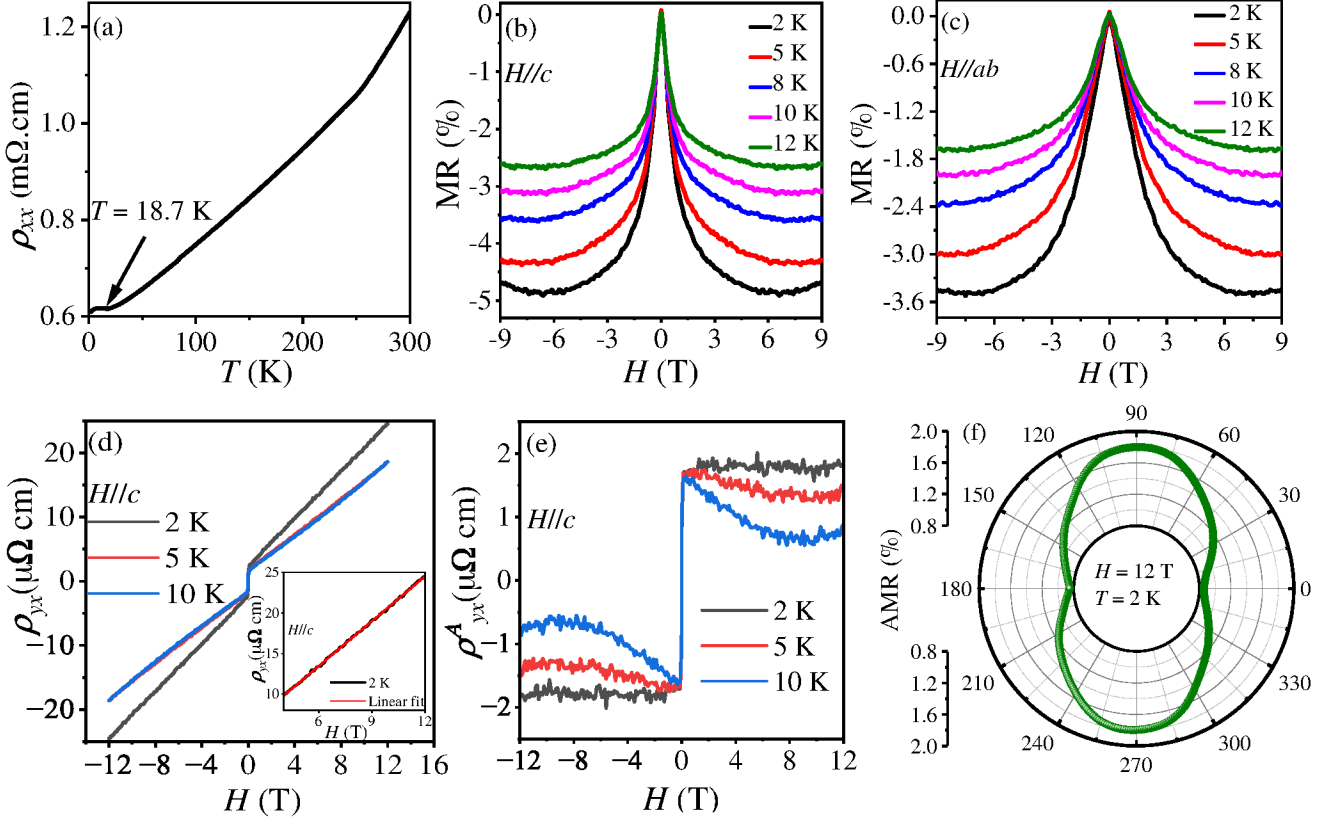 (a)
1.2
1.0
0.8
0.6
ρxx (mΩ.cm)
T = 18.7 K
0 100 200 300
T (K)
(b)
H//c
0
-1
-2
-3
-4
-5
MR (%)
2 K
5 K
8 K
10 K
12 K
-9 -6 -3 0 3 6 9
H (T)
(c)
H//ab
0.0
-0.6
-1.2
-1.8
-2.4
-3.0
-3.6
MR (%)
2 K
5 K
8 K
10 K
12 K
-9 -6 -3 0 3 6 9
H (T)
(d)
H//c
20
10
0
−10
−20
ρyx(μΩ cm)
2 K
5 K
10 K
25
20
15
10
ρyx(μΩ cm)
H//c
2 K
Linear fit
6 9 12
H (T)
−12 −8 −4 0 4 8 12 16
H (T)
(e)
H//c
2
1
0
−1
−2
ρAyx(μΩ cm)
2 K
5 K
10 K
−12 −8 −4 0 4 8 12
H (T)
(f)
2.0
1.6
1.2
0.8
AMR (%)
0.8
1.2
1.6
2.0
0
30
60
90
120
150
180
210
240
270
300
330
H = 12 T
T = 2 K